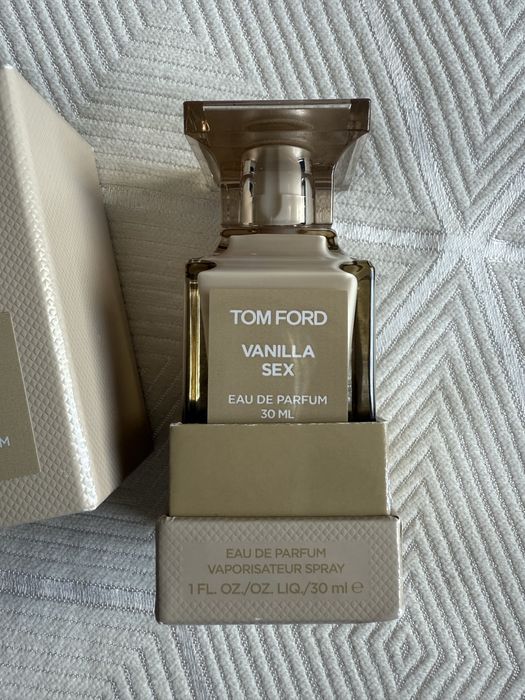 TOM FORD
VANILLA
SEX
EAU DE PARFUM
30 ML
EAU DE PARFUM
VAPORISATEUR SPRAY
1 FL. OZ./OZ. LIQ./30 ml ℮